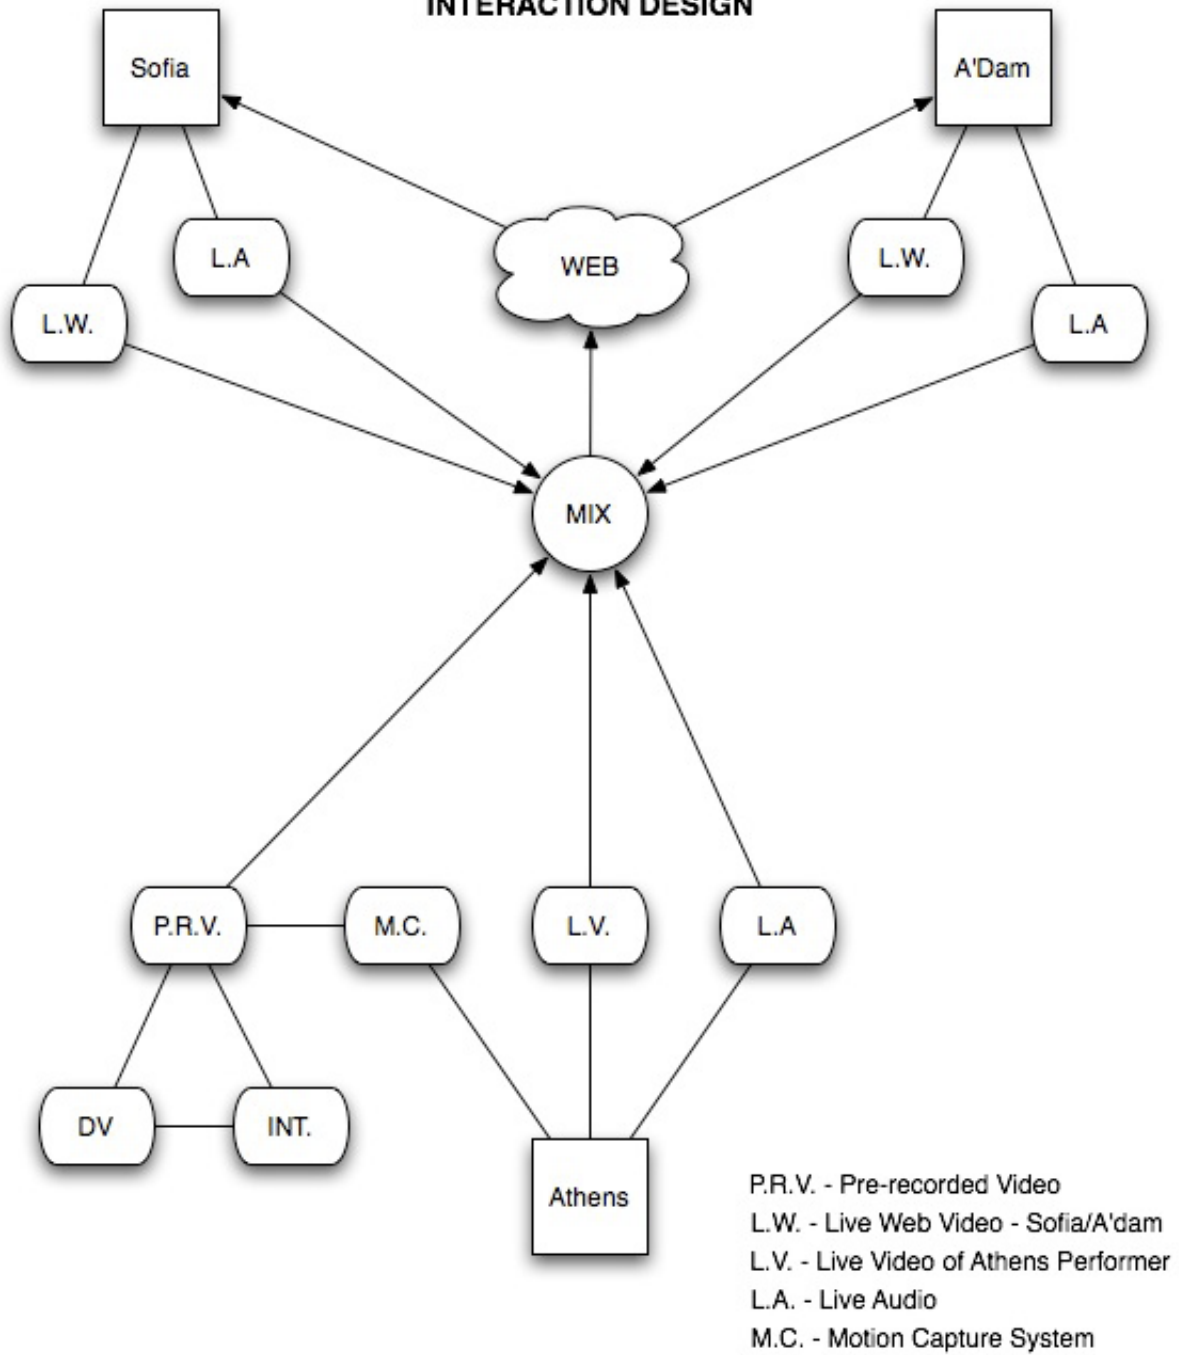 INTERACTION DESIGN
Sofia
A'Dam
L.A
WEB
L.W.
L.W.
L.A
MIX
P.R.V.
M.C.
L.V.
L.A
DV
INT.
Athens
P.R.V. - Pre-recorded Video
L.W. - Live Web Video - Sofia/A'dam
L.V. - Live Video of Athens Performer
L.A. - Live Audio
M.C. - Motion Capture System